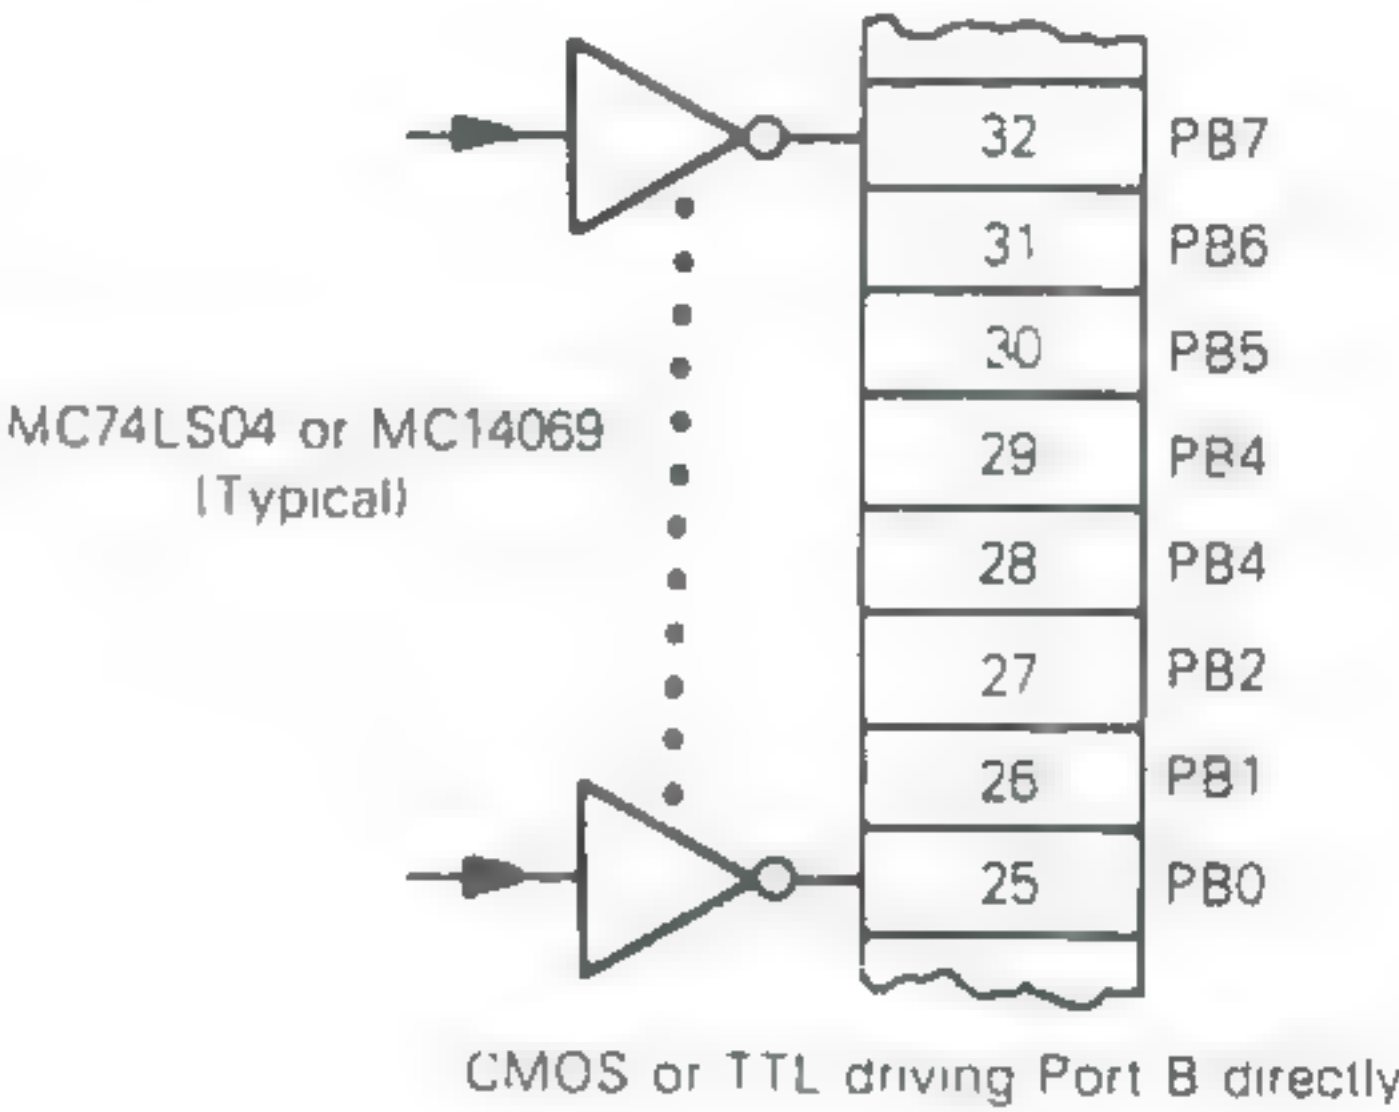 32 PB7
31 PB6
30 PB5
MC74LS04 or MC14069
(Typical)
29 PB4
28 PB4
27 PB2
26 PB1
25 PB0
CMOS or TTL driving Port B directly